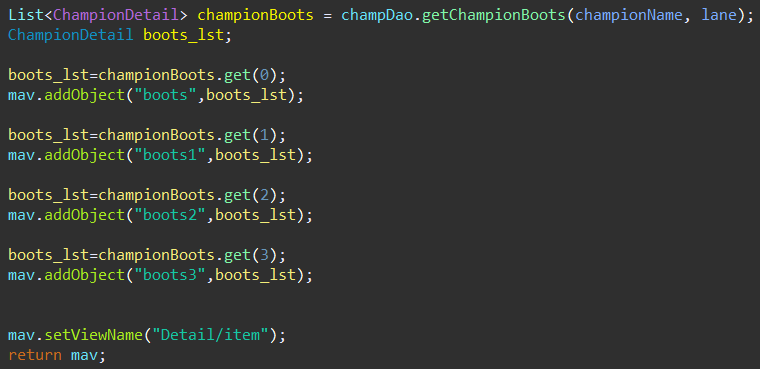 List<ChampionDetail> championBoots = champDao.getChampionBoots(championName, lane);
ChampionDetail boots_lst;
boots_lst=championBoots.get(0);
mav.addObject("boots",boots_lst);
boots_lst=championBoots.get(1);
mav.addObject("boots1",boots_lst);
boots_lst=championBoots.get(2);
mav.addObject("boots2",boots_lst);
boots_lst=championBoots.get(3);
mav.addObject("boots3",boots_lst);
mav.setViewName("Detail/item");
return mav;